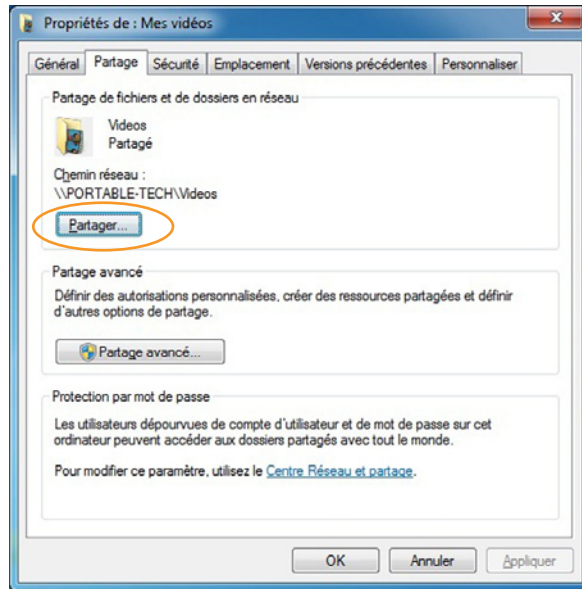 Propriétés de : Mes vidéos
Général Partage Sécurité Emplacement Versions précédentes Personnaliser
Partage de fichiers et de dossiers en réseau
Videos
Partagé
Chemin réseau :
\\PORTABLE-TECH\Videos
Partager...
Partage avancé
Définir des autorisations personnalisées, créer des ressources partagées et définir
d'autres options de partage.
Partage avancé...
Protection par mot de passe
Les utilisateurs dépourvues de compte d'utilisateur et de mot de passe sur cet
ordinateur peuvent accéder aux dossiers partagés avec tout le monde.
Pour modifier ce paramètre, utilisez le Centre Réseau et partage.
OK Annuler Appliquer